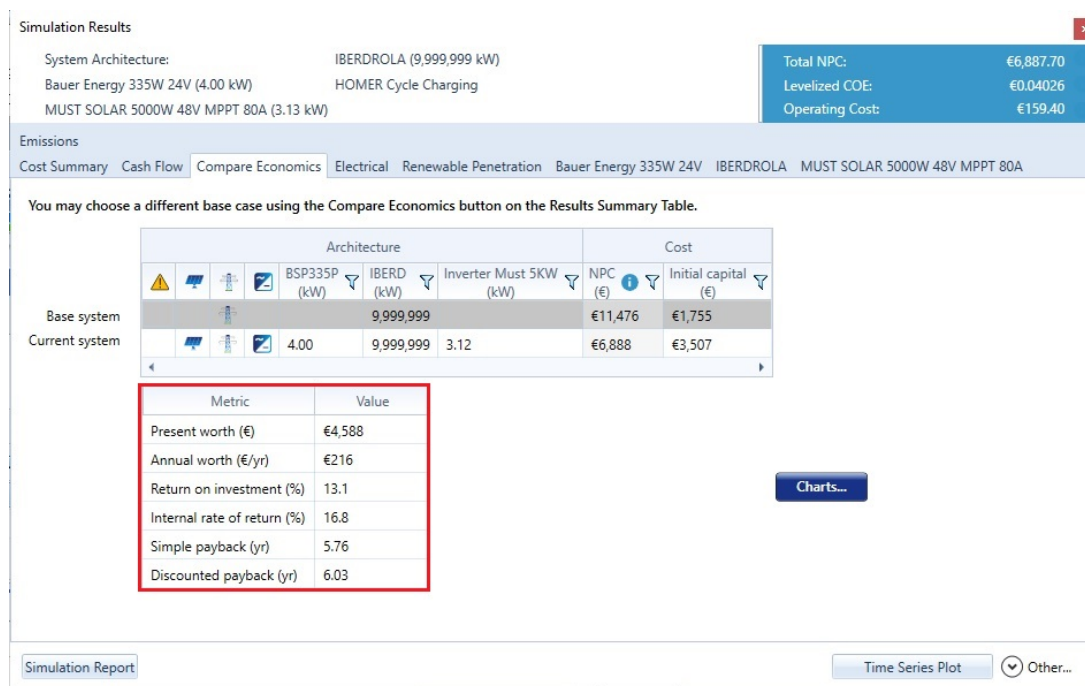 Simulation Results
System Architecture:
IBERDROLA (9,999,999 kW)
Bauer Energy 335W 24V (4.00 kW)
HOMER Cycle Charging
MUST SOLAR 5000W 48V MPPT 80A (3.13 kW)
Total NPC: €6,887.70
Levelized COE: €0.04026
Operating Cost: €159.40
Emissions
Cost Summary Cash Flow Compare Economics Electrical Renewable Penetration Bauer Energy 335W 24V IBERDROLA MUST SOLAR 5000W 48V MPPT 80A
You may choose a different base case using the Compare Economics button on the Results Summary Table.
Architecture Cost
BSP335P (kW) IBERD (kW) Inverter Must 5KW (kW) NPC (€) Initial capital (€)
Base system 9,999,999 €11,476 €1,755
Current system 4.00 9,999,999 3.12 €6,888 €3,507
Metric Value
Present worth (€) €4,588
Annual worth (€/yr) €216
Return on investment (%) 13.1
Internal rate of return (%) 16.8
Simple payback (yr) 5.76
Discounted payback (yr) 6.03
Charts...
Simulation Report
Time Series Plot
Other...